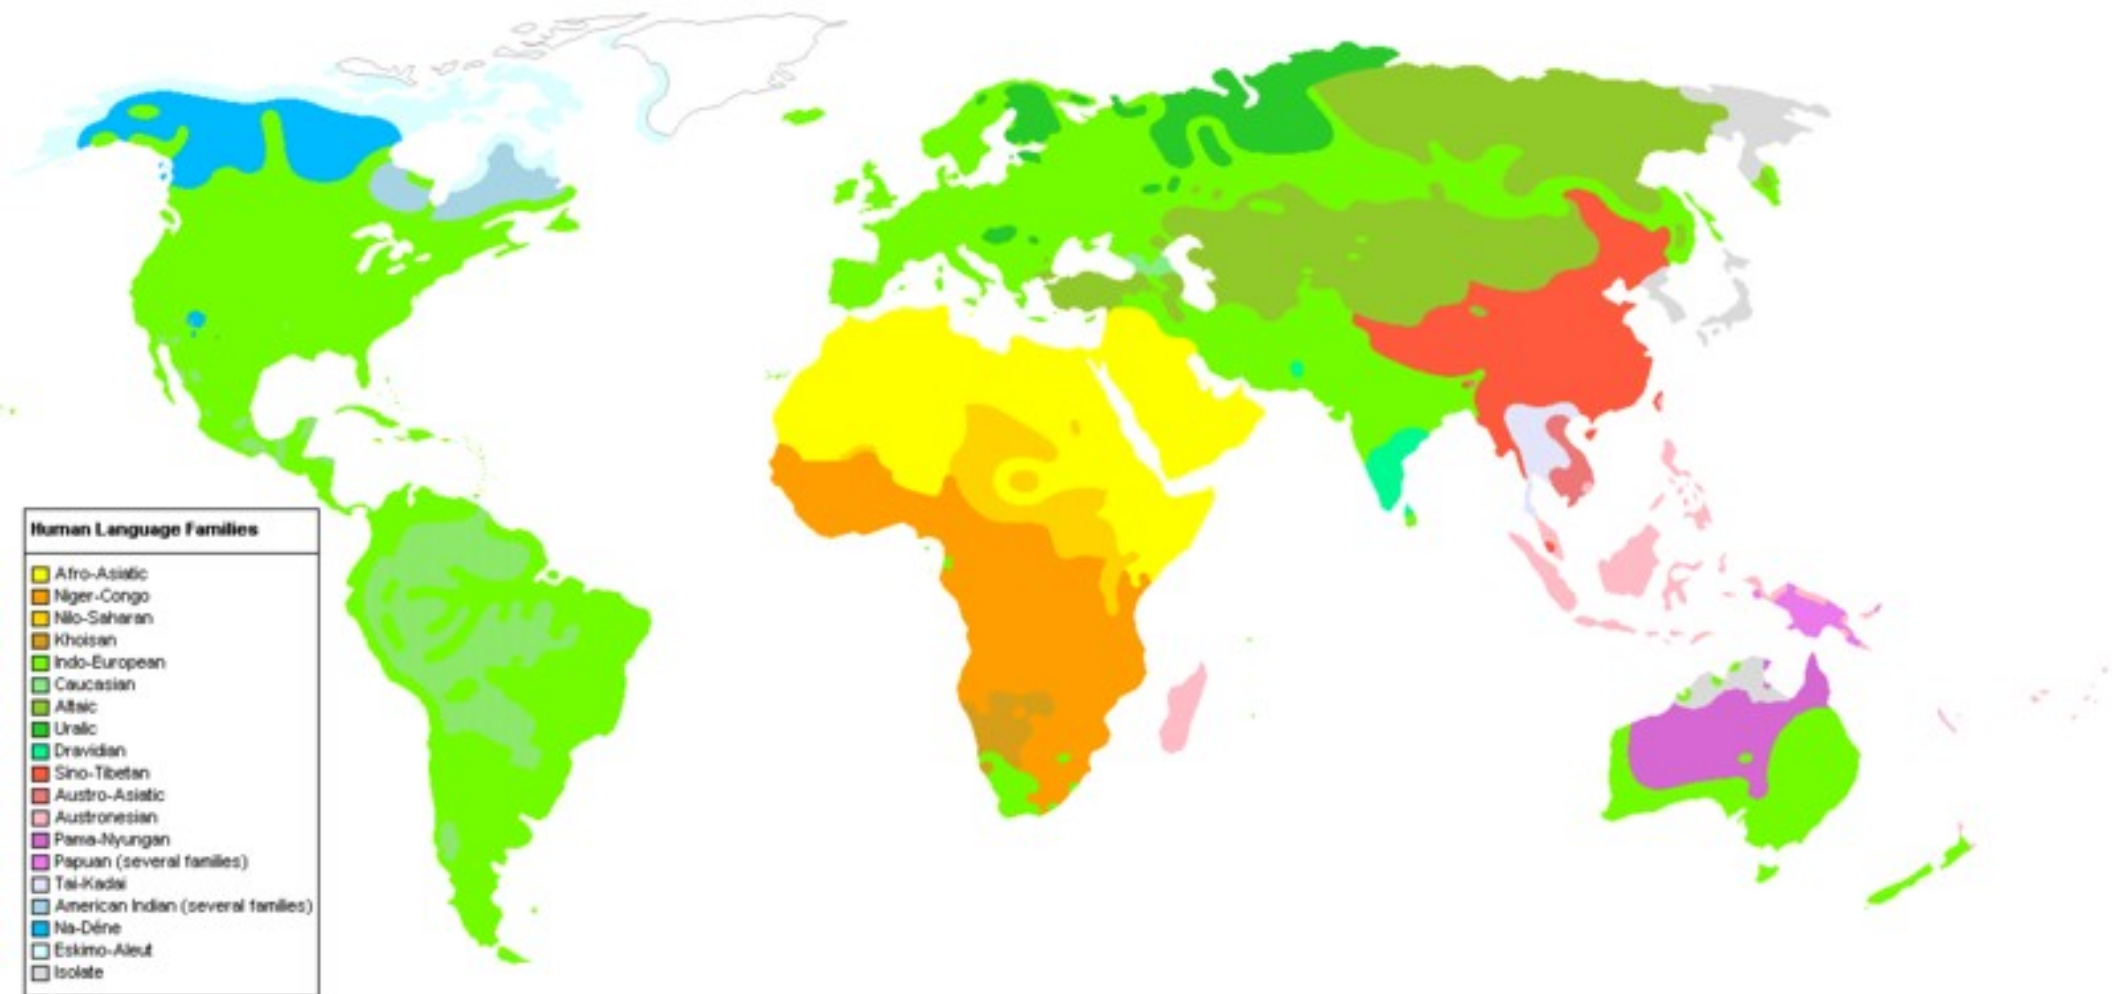 Human Language Families
Afro-Asiatic
Niger-Congo
Nilo-Saharan
Khoisan
Indo-European
Caucasian
Altaic
Uralic
Dravidian
Sino-Tibetan
Austro-Asiatic
Austronesian
Pama-Nyungan
Papuan (several families)
Tai-Kadai
American Indian (several families)
Na-Déne
Eskimo-Aleut
Isolate